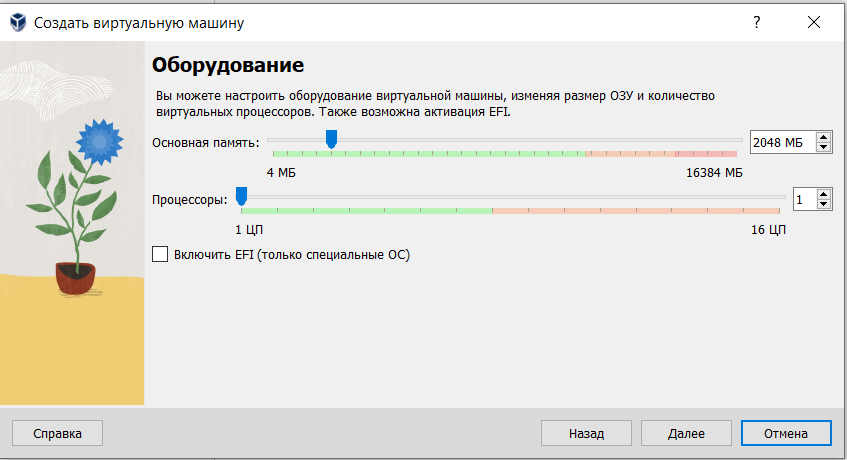 Создать виртуальную машину
?
Оборудование
Вы можете настроить оборудование виртуальной машины, изменяя размер ОЗУ и количество
виртуальных процессоров. Также возможна активация EFI.
Основная память:
2048 МБ
4 МБ
16384 МБ
Процессоры:
1
1 ЦП
16 ЦП
Включить EFI (только специальные ОС)
Справка
Назад
Далее
Отмена